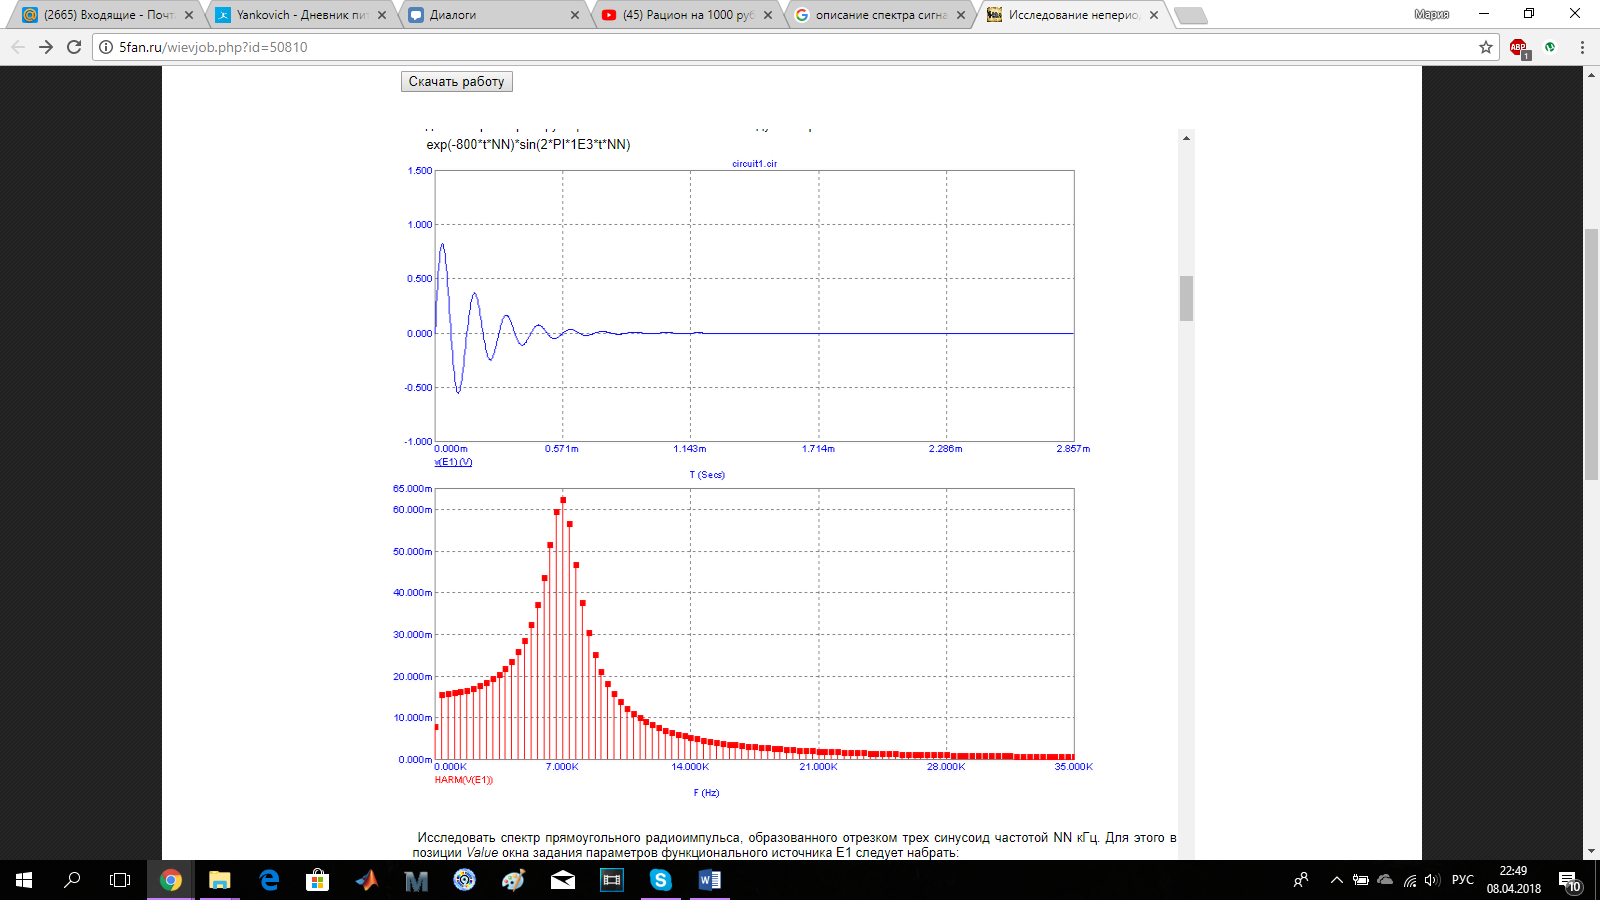 (2665) Входящие - Почт
Yankovich - Дневник пит
Диалоги
(45) Рацион на 1000 руб
описание спектра сигна
Исследование неперио
Мария
5fan.ru/wievjob.php?id=50810
ABP
1
Скачать работу
exp(-800*t*NN)*sin(2*PI*1E3*t*NN)
circuit1.cir
1.500
1.000
0.500
0.000
-0.500
-1.000
0.000m 0.571m 1.143m 1.714m 2.286m 2.857m
v(E1) (V)
T (Secs)
65.000m
60.000m
50.000m
40.000m
30.000m
20.000m
10.000m
0.000m
0.000K 7.000K 14.000K 21.000K 28.000K 35.000K
HARM(V(E1))
F (Hz)
Исследовать спектр прямоугольного радиоимпульса, образованного отрезком трех синусоид частотой NN кГц. Для этого в
позиции Value окна задания параметров функционального источника E1 следует набрать:
РУС
22:49
08.04.2018
10